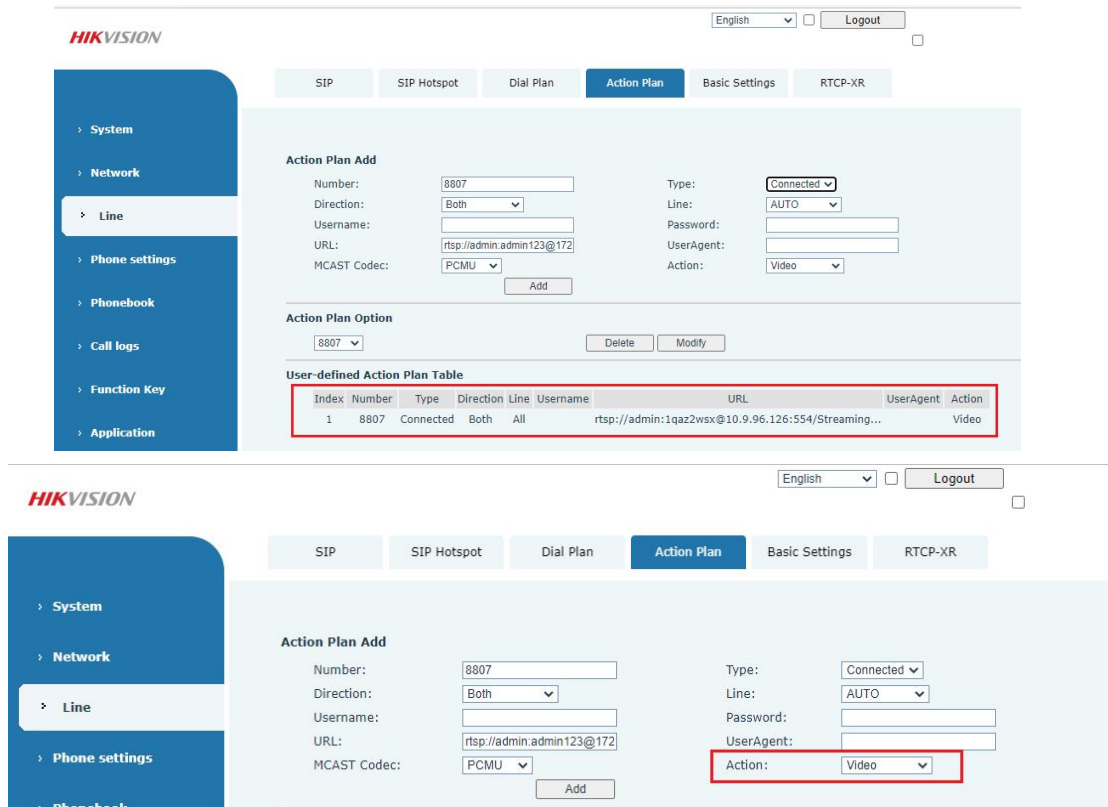 English Logout
HIKVISION
SIP SIP Hotspot Dial Plan Action Plan Basic Settings RTCP-XR
› System
› Network
› Line
› Phone settings
› Phonebook
› Call logs
› Function Key
› Application
Action Plan Add
Number: 8807 Type: Connected
Direction: Both Line: AUTO
Username: Password:
URL: rtsp://admin:admin123@172 UserAgent:
MCAST Codec: PCMU Action: Video
Add
Action Plan Option
8807 Delete Modify
User-defined Action Plan Table
Index Number Type Direction Line Username URL UserAgent Action
1 8807 Connected Both All rtsp://admin:1qaz2wsx@10.9.96.126:554/Streaming... Video
English Logout
HIKVISION
SIP SIP Hotspot Dial Plan Action Plan Basic Settings RTCP-XR
› System
› Network
› Line
› Phone settings
Action Plan Add
Number: 8807 Type: Connected
Direction: Both Line: AUTO
Username: Password:
URL: rtsp://admin:admin123@172 UserAgent:
MCAST Codec: PCMU Action: Video
Add